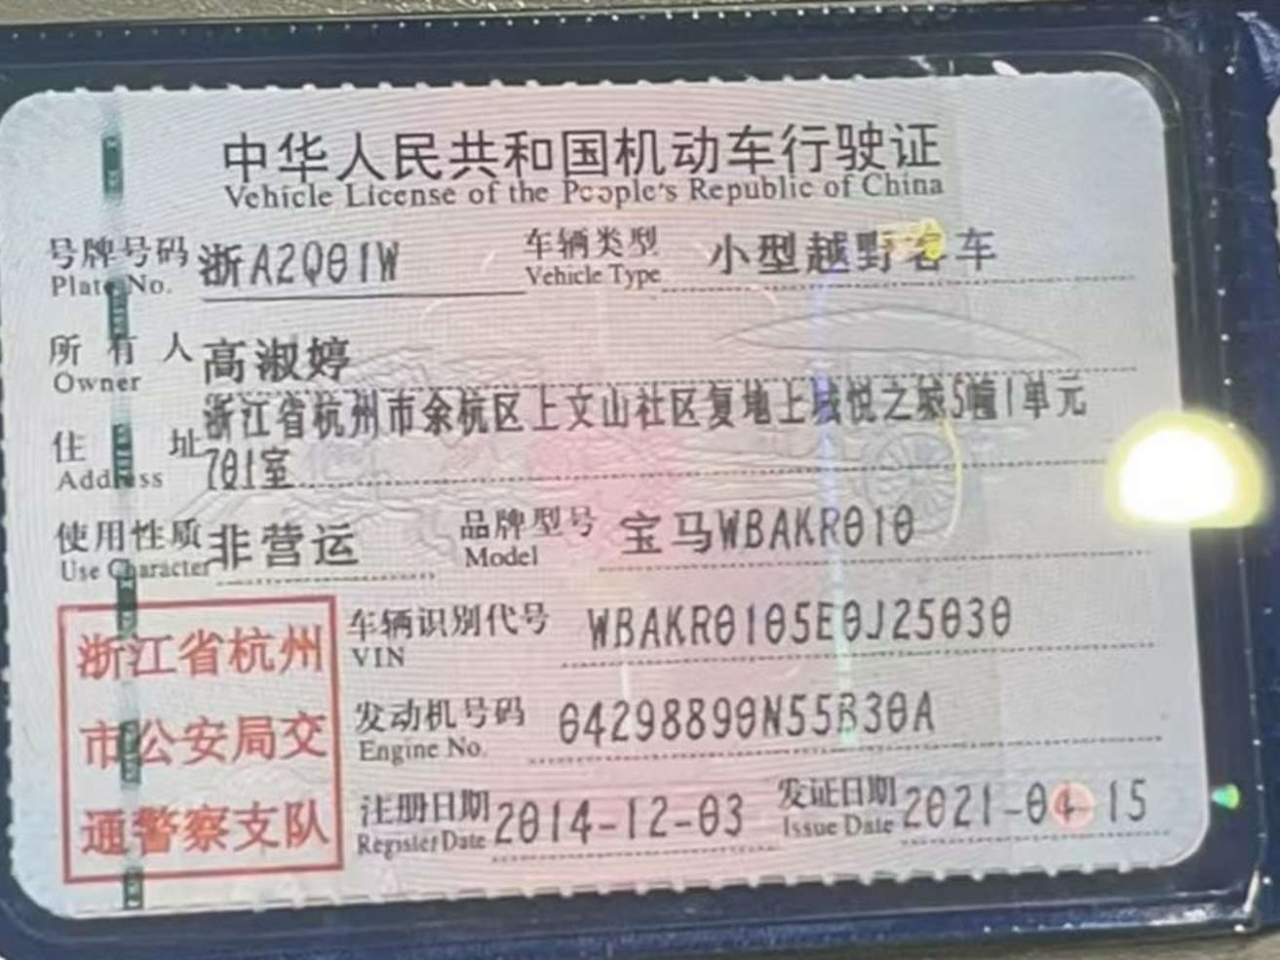 中华人民共和国机动车行驶证
Vehicle License of the People's Republic of China
号牌号码 浙A2Q01W 车辆类型 小型越野客车
Plate No. Vehicle Type
所有人 高淑婷
Owner
浙江省杭州市余杭区上文山社区复地上城悦之城5幢1单元
住址 701室
Address
使用性质 非营运 品牌型号 宝马WBAKR010
Use Character Model
车辆识别代号 WBAKR0105E0J25030
VIN
发动机号码 04298890N55B30A
Engine No.
注册日期 2014-12-03 发证日期 2021-04-15
Register Date Issue Date
浙江省杭州
市公安局交
通警察支队